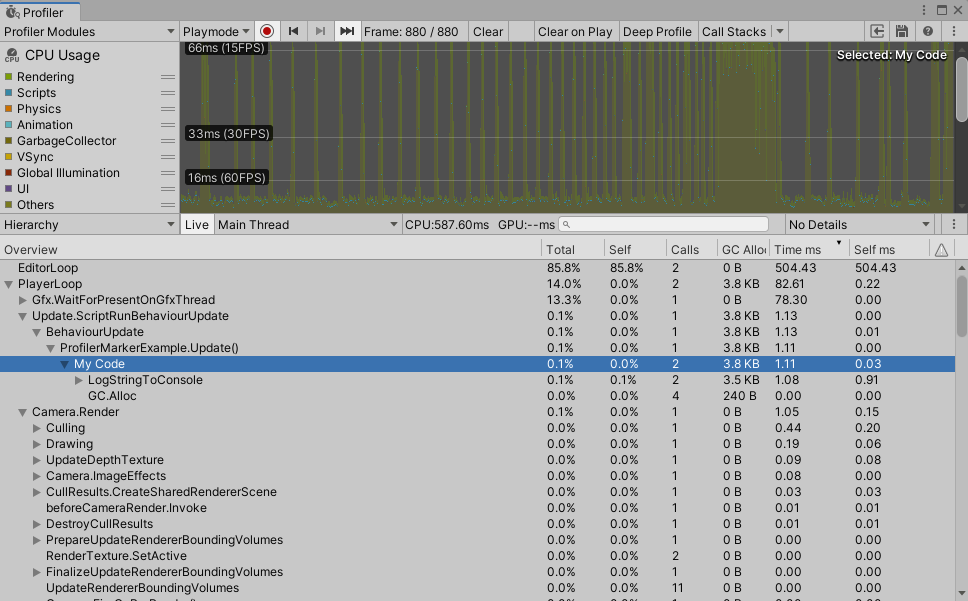 Profiler
Profiler Modules Playmode Frame: 880 / 880 Clear Clear on Play Deep Profile Call Stacks
CPU Usage
CPU
Rendering
Scripts
Physics
Animation
GarbageCollector
VSync
Global Illumination
UI
Others
66ms (15FPS)
Selected: My Code
33ms (30FPS)
16ms (60FPS)
Hierarchy Live Main Thread CPU:587.60ms GPU:--ms No Details
Overview Total Self Calls GC Alloc Time ms Self ms
EditorLoop 85.8% 85.8% 2 0 B 504.43 504.43
PlayerLoop 14.0% 0.0% 2 3.8 KB 82.61 0.22
Gfx.WaitForPresentOnGfxThread 13.3% 0.0% 1 0 B 78.30 0.00
Update.ScriptRunBehaviourUpdate 0.1% 0.0% 1 3.8 KB 1.13 0.00
BehaviourUpdate 0.1% 0.0% 1 3.8 KB 1.13 0.01
ProfilerMarkerExample.Update() 0.1% 0.0% 1 3.8 KB 1.11 0.00
My Code 0.1% 0.0% 2 3.8 KB 1.11 0.03
LogStringToConsole 0.1% 0.1% 2 3.5 KB 1.08 0.91
GC.Alloc 0.0% 0.0% 4 240 B 0.00 0.00
Camera.Render 0.1% 0.0% 1 0 B 1.05 0.15
Culling 0.0% 0.0% 1 0 B 0.44 0.20
Drawing 0.0% 0.0% 1 0 B 0.19 0.06
UpdateDepthTexture 0.0% 0.0% 1 0 B 0.09 0.08
Camera.ImageEffects 0.0% 0.0% 1 0 B 0.08 0.00
CullResults.CreateSharedRendererScene 0.0% 0.0% 1 0 B 0.03 0.03
beforeCameraRender.Invoke 0.0% 0.0% 1 0 B 0.01 0.01
DestroyCullResults 0.0% 0.0% 1 0 B 0.01 0.01
PrepareUpdateRendererBoundingVolumes 0.0% 0.0% 1 0 B 0.00 0.00
RenderTexture.SetActive 0.0% 0.0% 2 0 B 0.00 0.00
FinalizeUpdateRendererBoundingVolumes 0.0% 0.0% 1 0 B 0.00 0.00
UpdateRendererBoundingVolumes 0.0% 0.0% 11 0 B 0.00 0.00